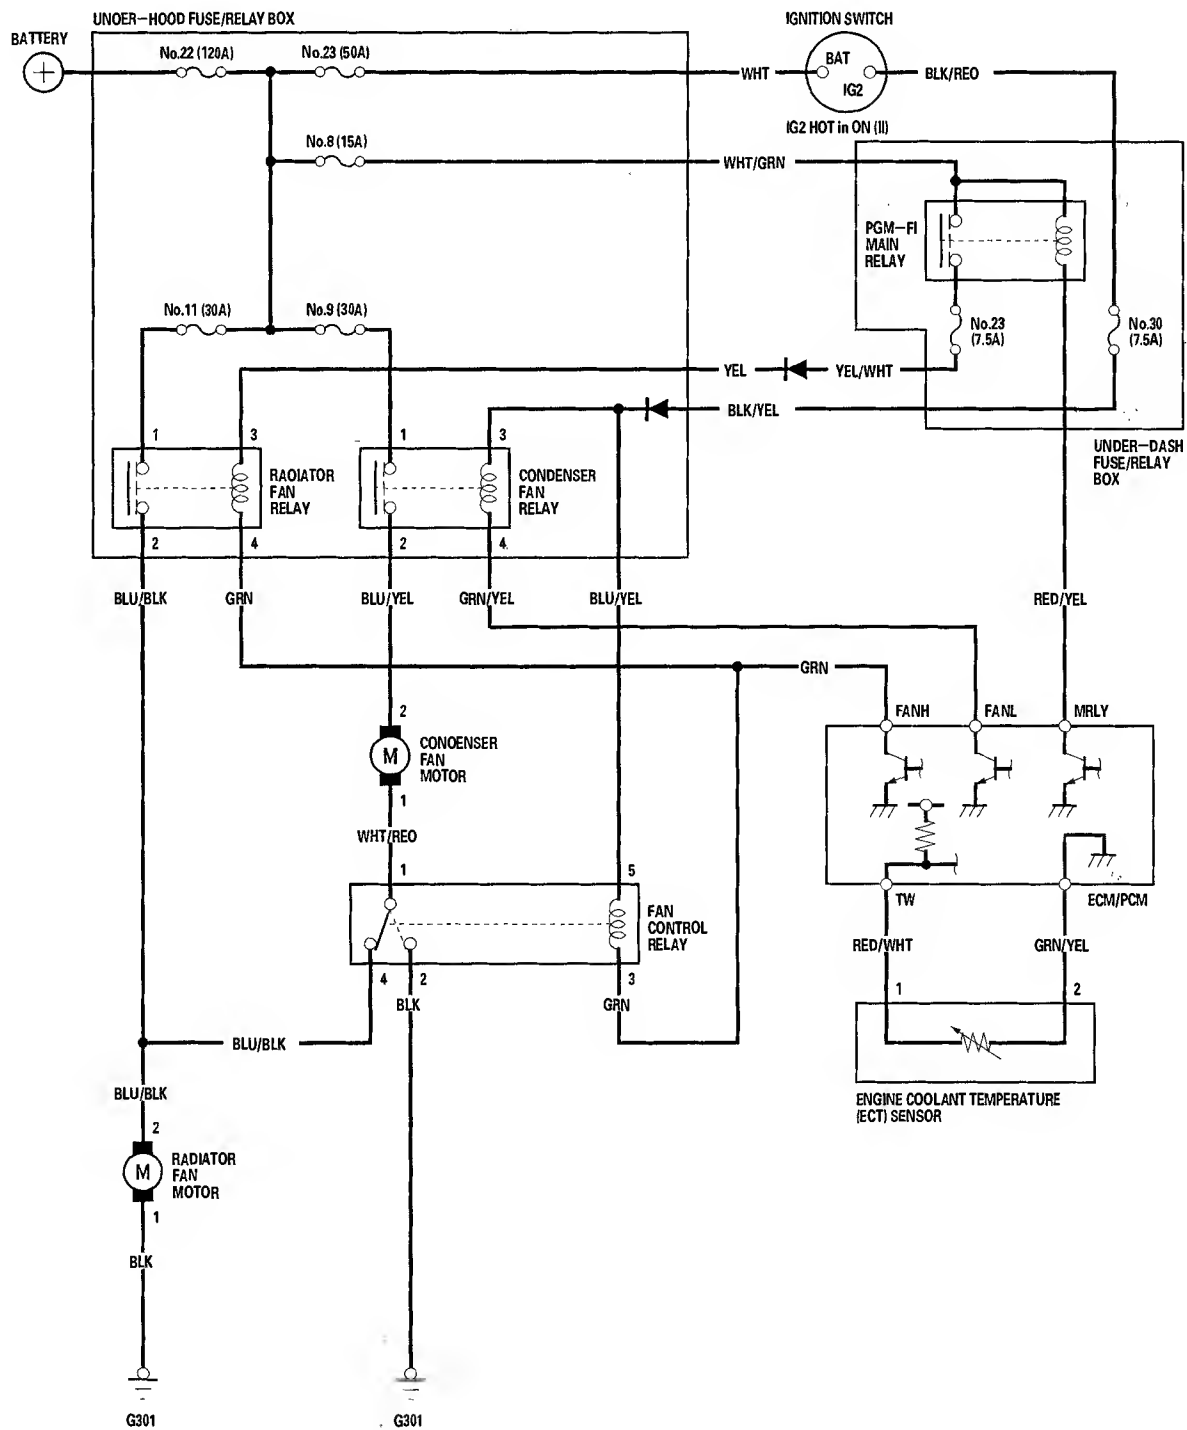 UNOER-HOOD FUSE/RELAY BOX
IGNITION SWITCH
BATTERY
No.22 (120A)
No.23 (50A)
BAT
WHT
BLK/REO
IG2
IG2 HOT in ON (II)
No.8 (15A)
WHT/GRN
PGM-FI
MAIN
RELAY
No.11 (30A)
No.9 (30A)
No.23
(7.5A)
No.30
(7.5A)
YEL
YEL/WHT
BLK/YEL
1
3
1
3
UNDER-DASH
FUSE/RELAY
BOX
RAOIATOR
FAN
RELAY
CONDENSER
FAN
RELAY
2
4
2
4
BLU/BLK
GRN
BLU/YEL
GRN/YEL
BLU/YEL
RED/YEL
GRN
2
FANH
FANL
MRLY
M
CONOENSER
FAN
MOTOR
1
WHT/REO
1
5
TW
ECM/PCM
FAN
CONTROL
RELAY
RED/WHT
GRN/YEL
4
2
3
BLK
GRN
1
2
BLU/BLK
BLU/BLK
ENGINE COOLANT TEMPERATURE
(ECT) SENSOR
2
M
RADIATOR
FAN
MOTOR
1
BLK
G301
G301